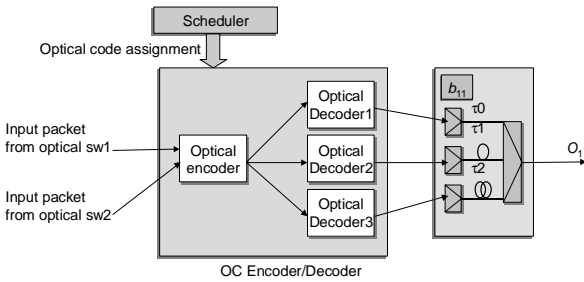 Scheduler
Optical code assignment
Optical
Decoder1
b11
τ0
τ1
Input packet
from optical sw1
Optical
encoder
Optical
Decoder2
τ2
O1
Input packet
from optical sw2
Optical
Decoder3
OC Encoder/Decoder